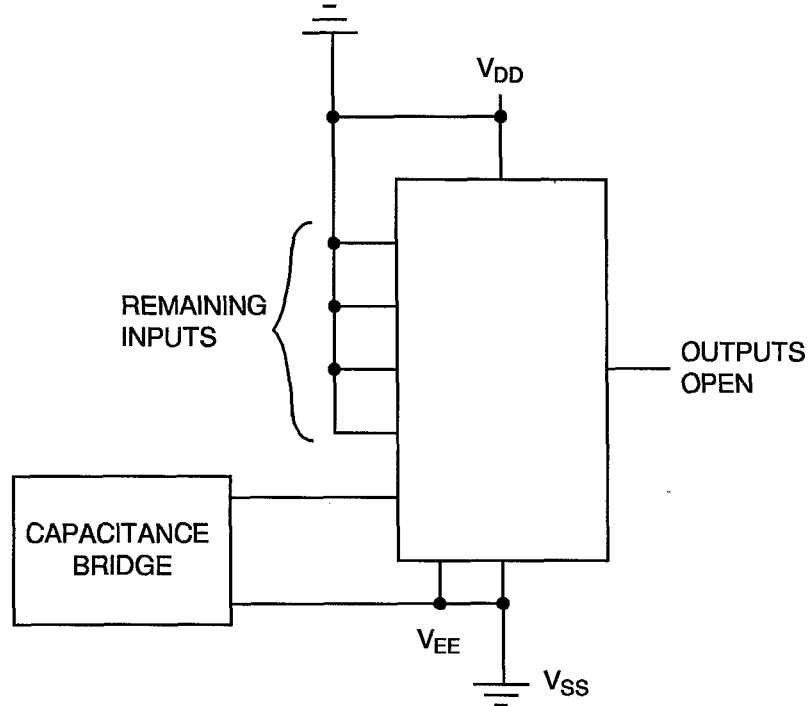 VDD
REMAINING
INPUTS
OUTPUTS
OPEN
CAPACITANCE
BRIDGE
VEE
VSS